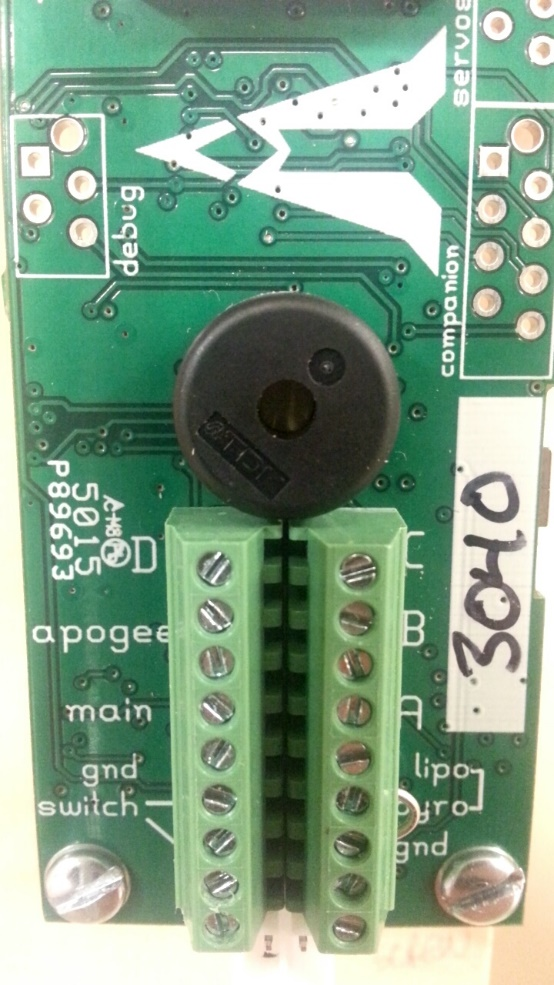 servos
debug
companion
TDK
P89693
5015
3040
D
C
apogee
B
main
A
gnd
lipo
switch
pyro
gnd